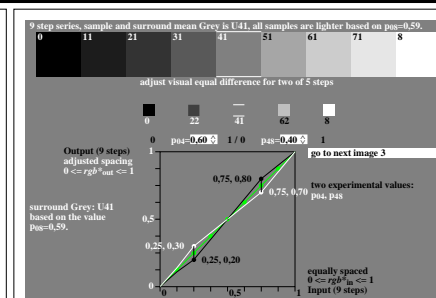 9 step series, sample and surround mean Grey is U41, all samples are lighter based on p₀₈=0,59.
0 11 21 31 41 51 61 71 8
adjust visual equal difference for two of 5 steps
0 22 41 62 8
0 p₀₄=0,60 1 / 0 p₄₈=0,40 1
Output (9 steps)
adjusted spacing
0 <= rgb*out <= 1
1
go to next image 3
0,75, 0,80
0,75, 0,70
two experimental values:
p₀₄, p₄₈
surround Grey: U41
based on the value
p₀₈=0,59.
0,5
0,25, 0,30
0,25, 0,20
equally spaced
0 <= rgb*in <= 1
Input (9 steps)
0
0 0,5 1